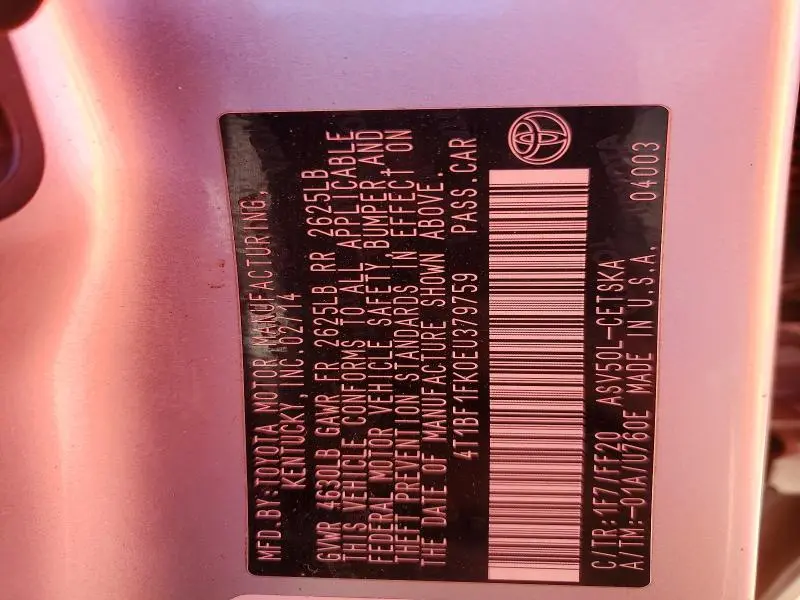 MFD.BY:TOYOTA MOTOR MANUFACTURING,
KENTUCKY, INC.02/14
GVWR 4630LB GAWR FR 2625LB RR 2625LB
THIS VEHICLE CONFORMS TO ALL APPLICABLE
FEDERAL MOTOR VEHICLE SAFETY,BUMPER,AND
THEFT PREVENTION STANDARDS IN EFFECT ON
THE DATE OF MANUFACTURE SHOWN ABOVE.
4T1BF1FK0EU379759 PASS.CAR
C/TR:1F7/FF20 ASV50L-CETSKA
A/TM:-01A/U760E MADE IN U.S.A. 04003